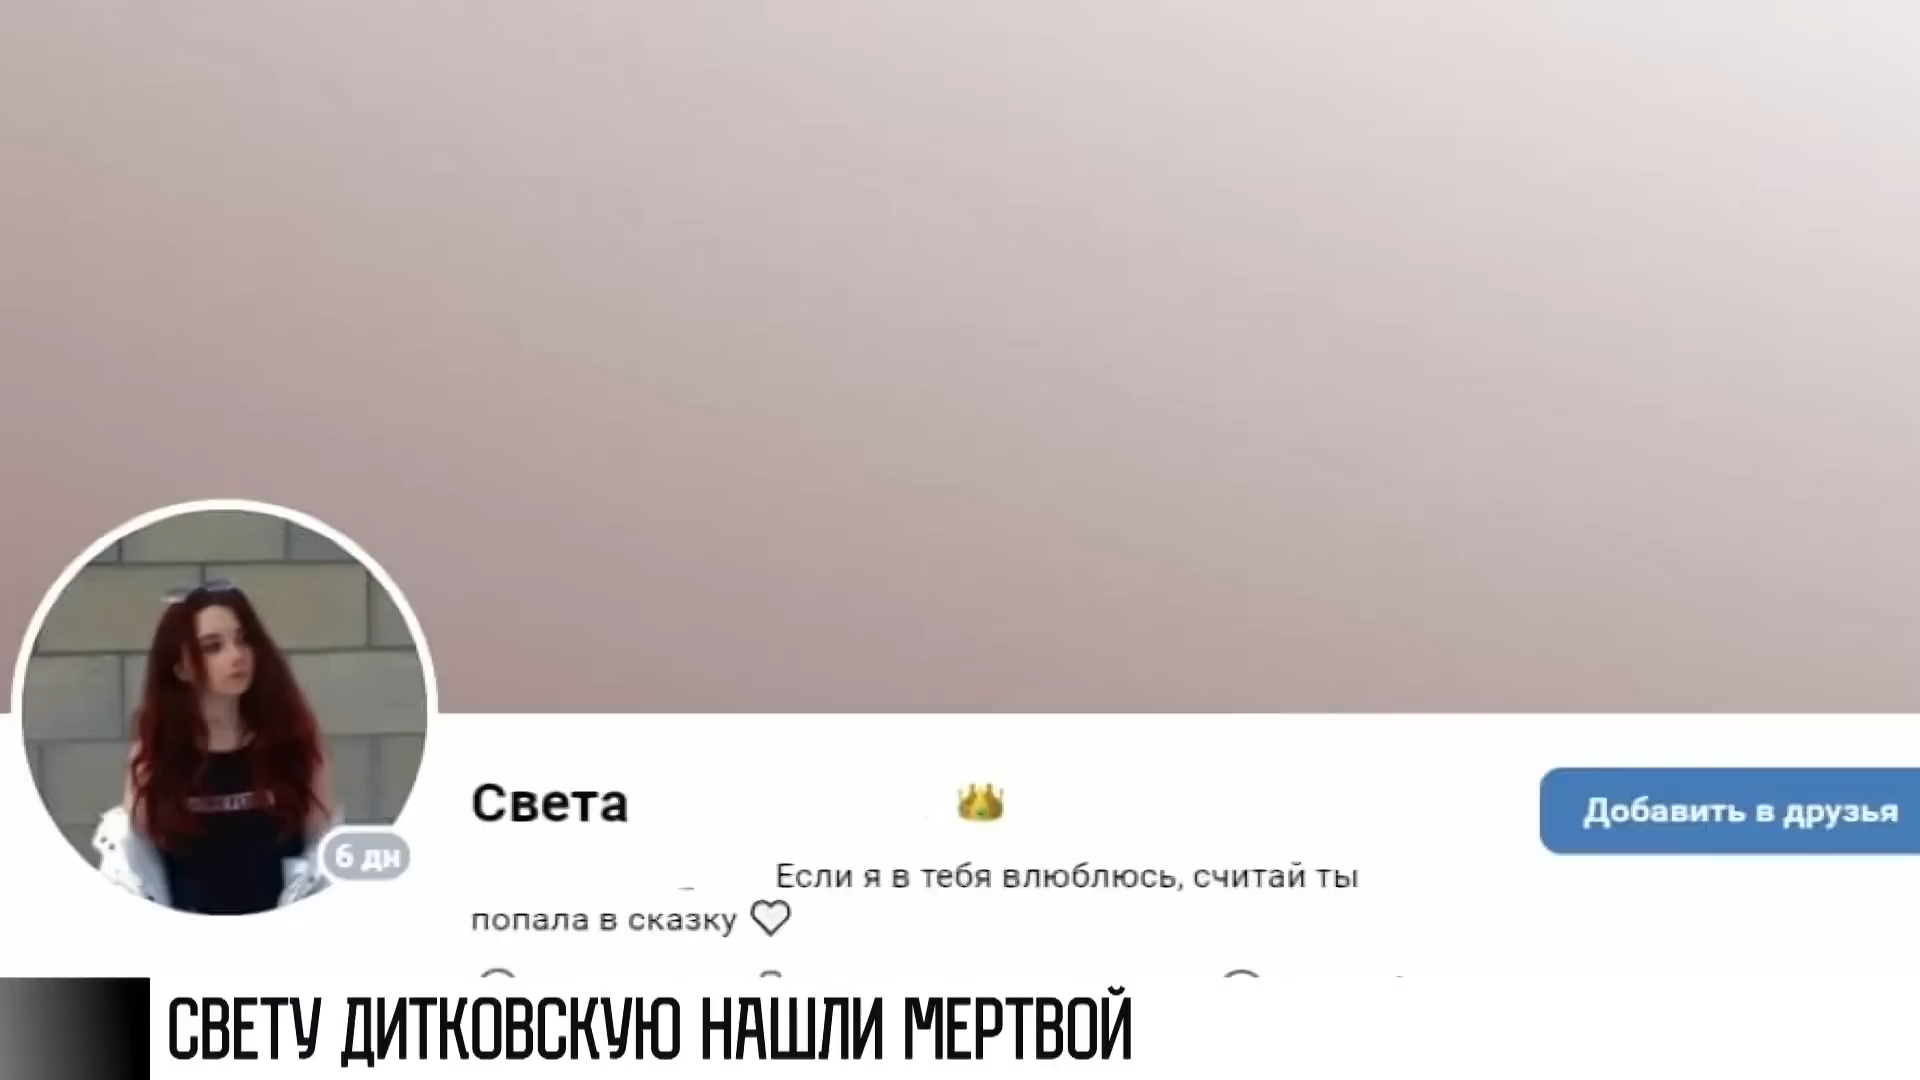 6 дн
Света
Добавить в друзья
Если я в тебя влюблюсь, считай ты
попала в сказку
СВЕТУ ДИТКОВСКУЮ НАШЛИ МЕРТВОЙ